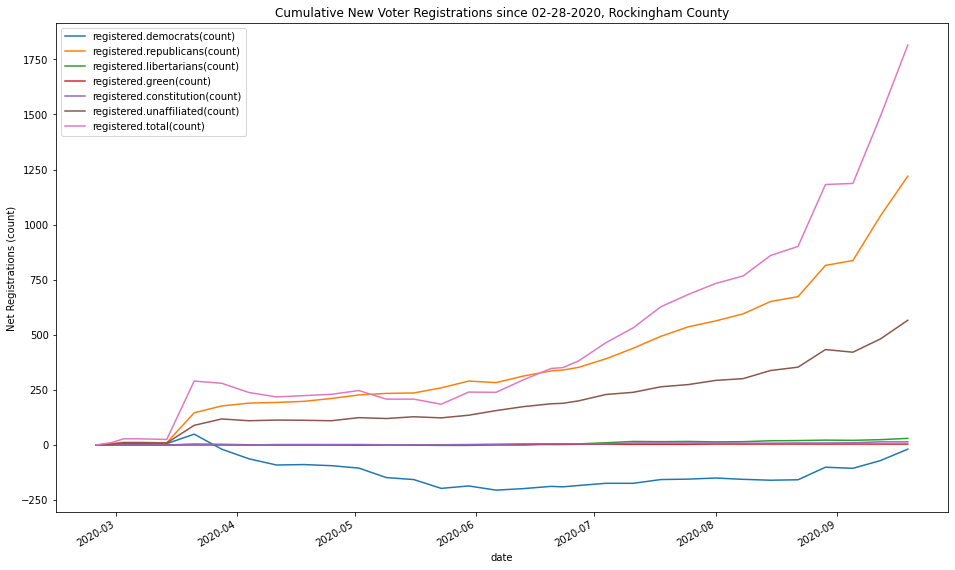 Cumulative New Voter Registrations since 02-28-2020, Rockingham County
registered.democrats(count)
registered.republicans(count)
registered.libertarians(count)
registered.green(count)
registered.constitution(count)
registered.unaffiliated(count)
registered.total(count)
1750
1500
1250
1000
750
500
250
0
−250
Net Registrations (count)
2020-03
2020-04
2020-05
2020-06
2020-07
2020-08
2020-09
date